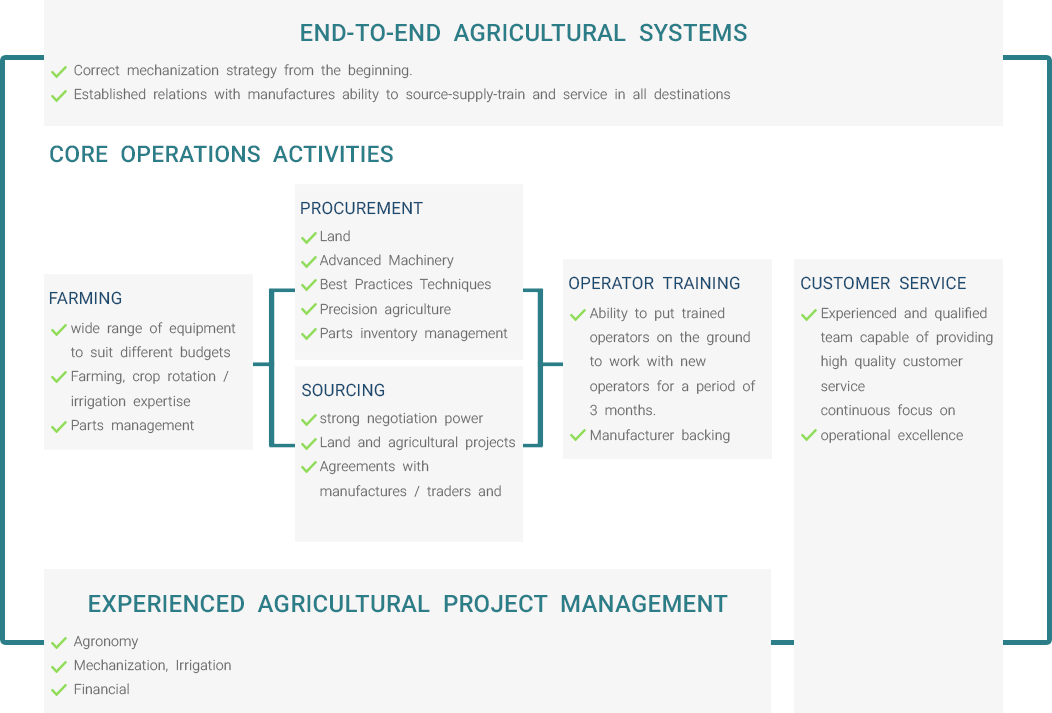 END-TO-END AGRICULTURAL SYSTEMS
Correct mechanization strategy from the beginning.
Established relations with manufactures ability to source-supply-train and service in all destinations
CORE OPERATIONS ACTIVITIES
FARMING
wide range of equipment
to suit different budgets
Farming, crop rotation /
irrigation expertise
Parts management
PROCUREMENT
Land
Advanced Machinery
Best Practices Techniques
Precision agriculture
Parts inventory management
SOURCING
strong negotiation power
Land and agricultural projects
Agreements with
manufactures / traders and
OPERATOR TRAINING
Ability to put trained
operators on the ground
to work with new
operators for a period of
3 months.
Manufacturer backing
CUSTOMER SERVICE
Experienced and qualified
team capable of providing
high quality customer
service
continuous focus on
operational excellence
EXPERIENCED AGRICULTURAL PROJECT MANAGEMENT
Agronomy
Mechanization, Irrigation
Financial